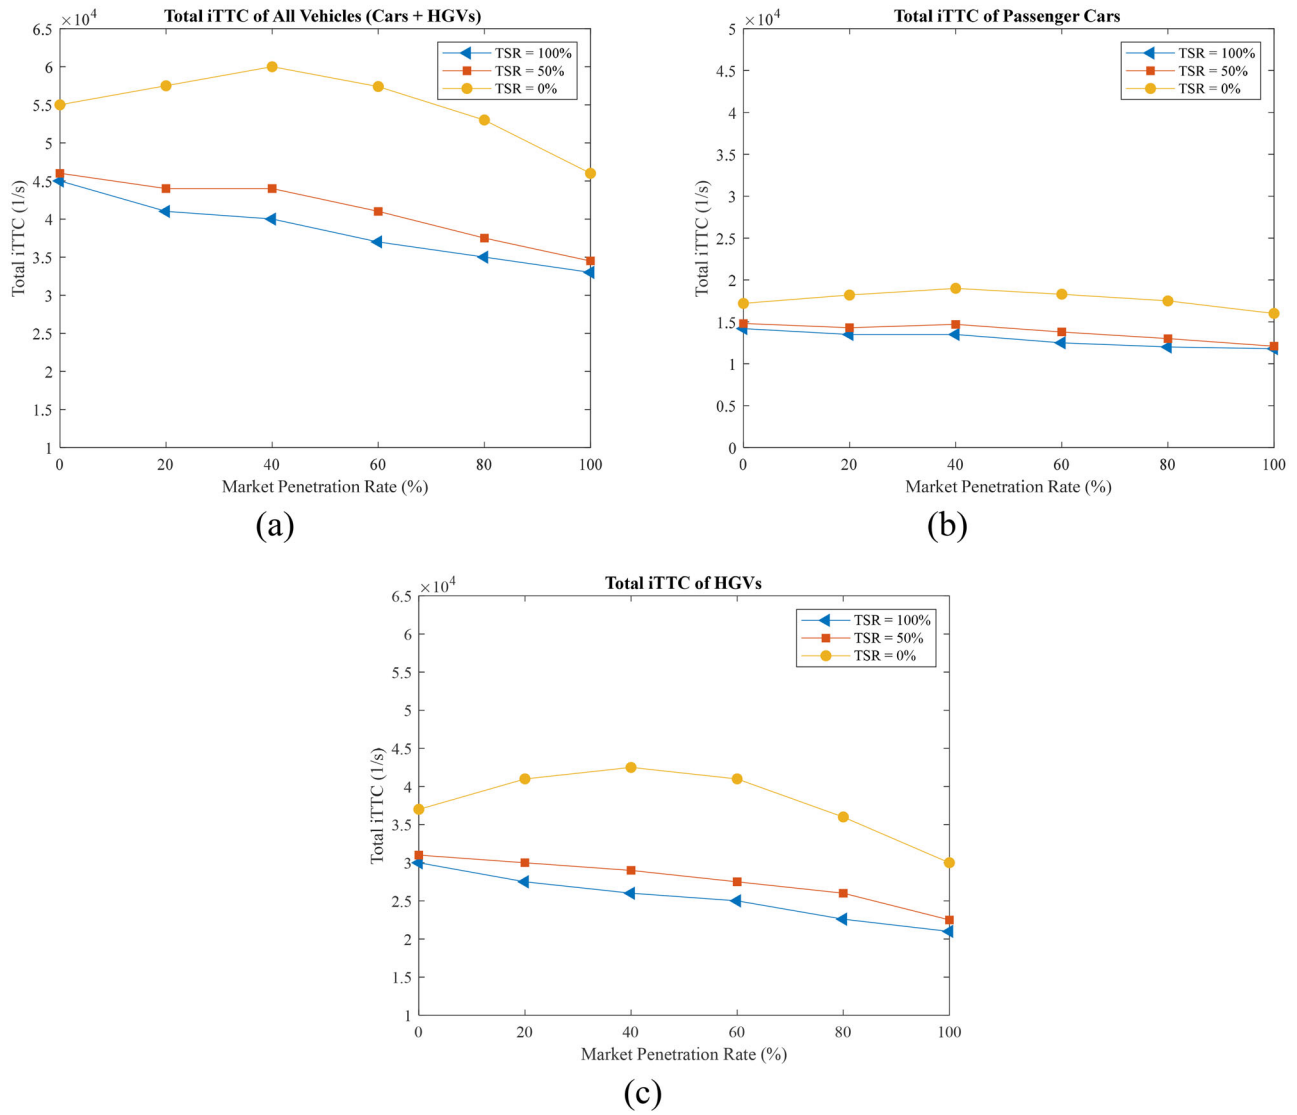 Total iTTC of All Vehicles (Cars + HGVs)
×10⁴
6.5
6
5.5
5
4.5
4
3.5
3
2.5
2
1.5
1
Total iTTC (1/s)
TSR = 100%
TSR = 50%
TSR = 0%
0 20 40 60 80 100
Market Penetration Rate (%)
(a)
Total iTTC of Passenger Cars
×10⁴
5
4.5
4
3.5
3
2.5
2
1.5
1
0.5
0
Total iTTC (1/s)
TSR = 100%
TSR = 50%
TSR = 0%
0 20 40 60 80 100
Market Penetration Rate (%)
(b)
Total iTTC of HGVs
×10⁴
6.5
6
5.5
5
4.5
4
3.5
3
2.5
2
1.5
1
Total iTTC (1/s)
TSR = 100%
TSR = 50%
TSR = 0%
0 20 40 60 80 100
Market Penetration Rate (%)
(c)